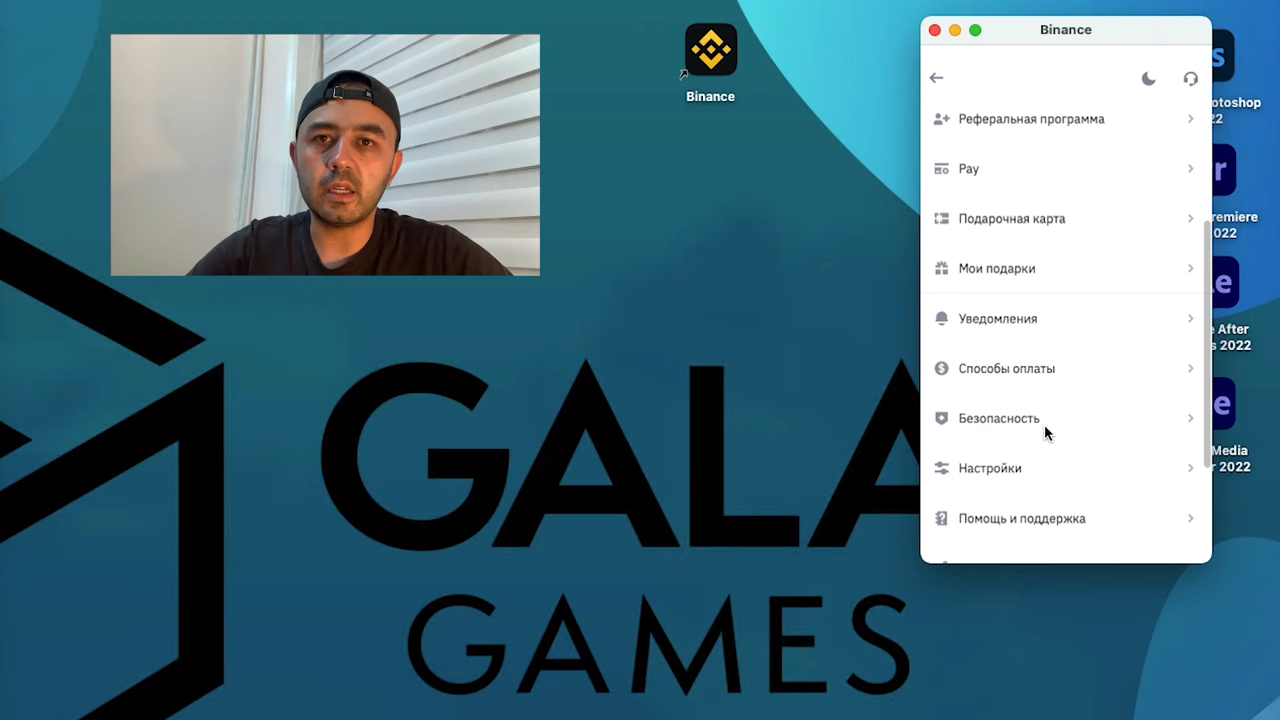 Binance
Binance
Реферальная программа
Pay
Подарочная карта
Мои подарки
Уведомления
Способы оплаты
Безопасность
Настройки
Помощь и поддержка
s
otoshop
22
r
remiere
2022
e
e After
s 2022
e
Media
r 2022
GALA
GAMES